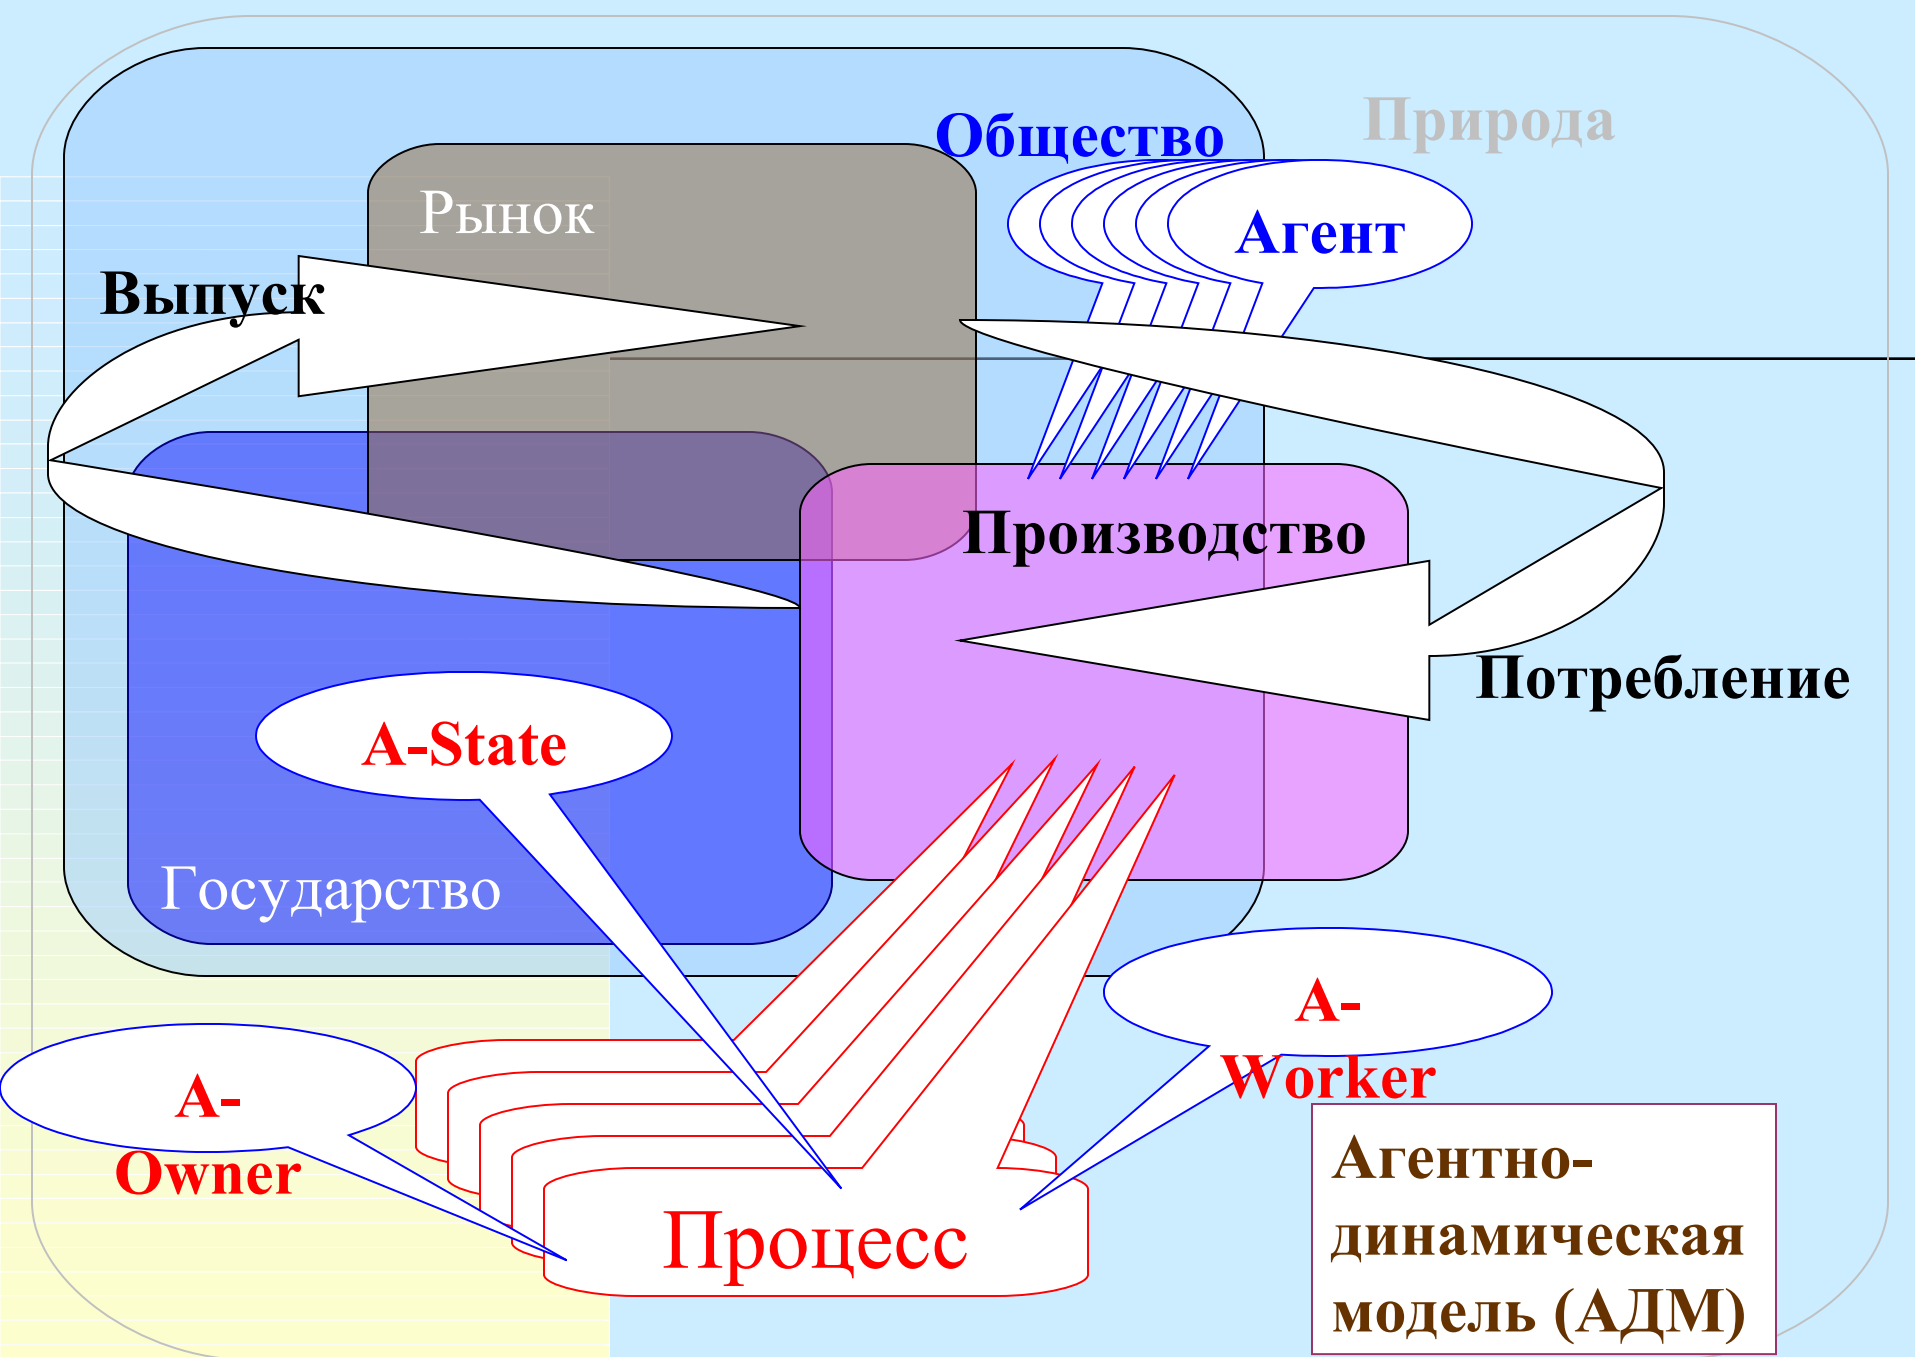 Природа
Общество
Рынок
Агент
Выпуск
Производство
Потребление
A-State
Государство
A-
Worker
A-
Owner
Процесс
Агентно-
динамическая
модель (АДМ)